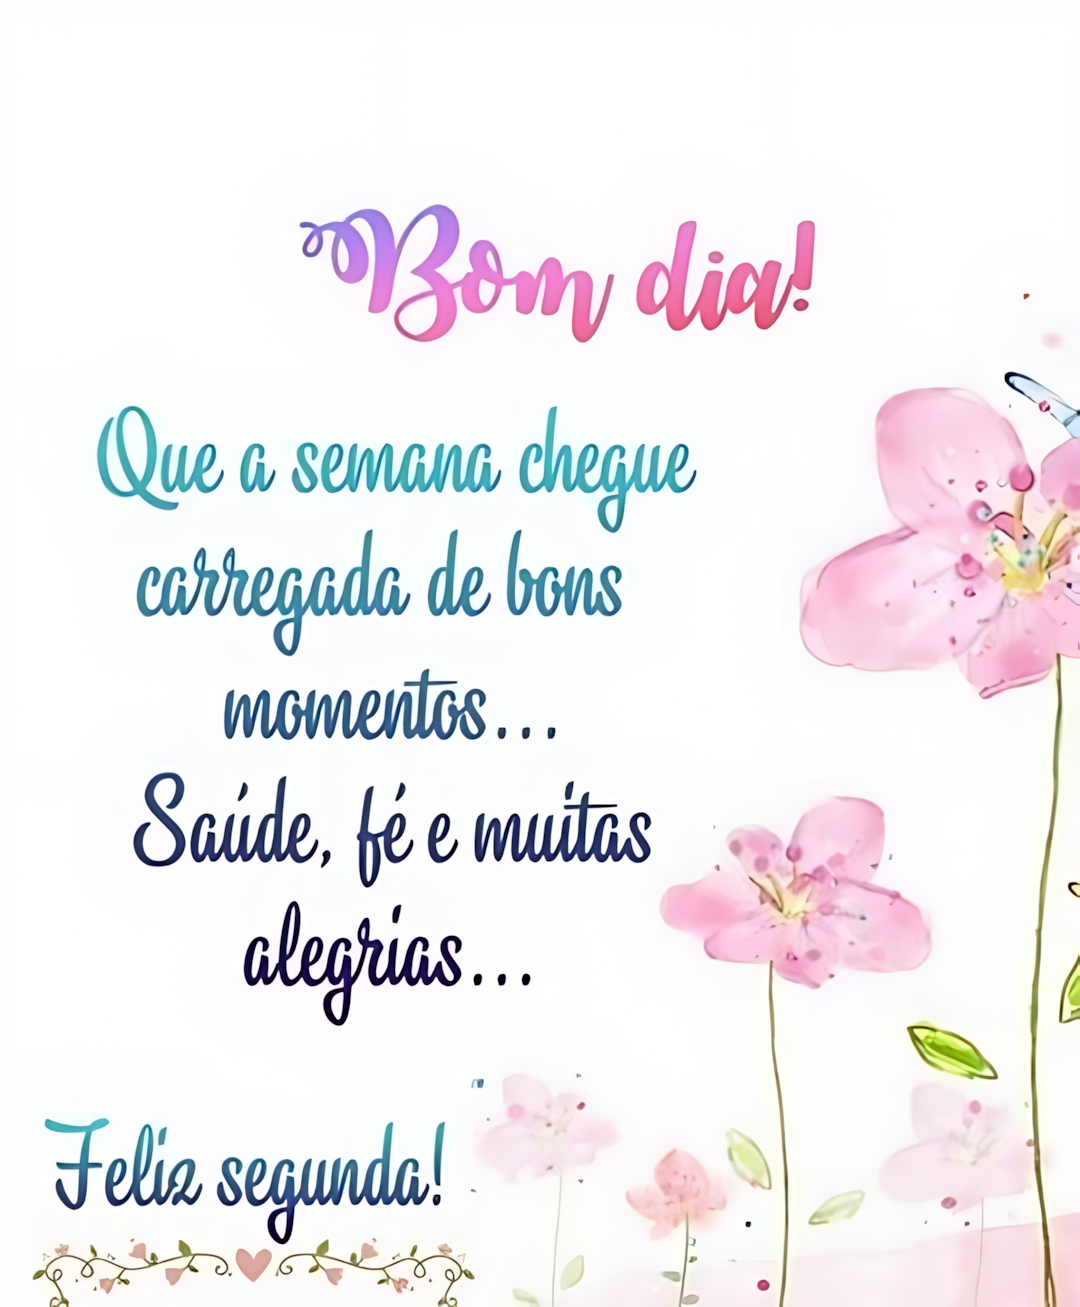 Bom dia!
Que a semana chegue
carregada de bons
momentos...
Saúde, fé e muitas
alegrias...
Feliz segunda!